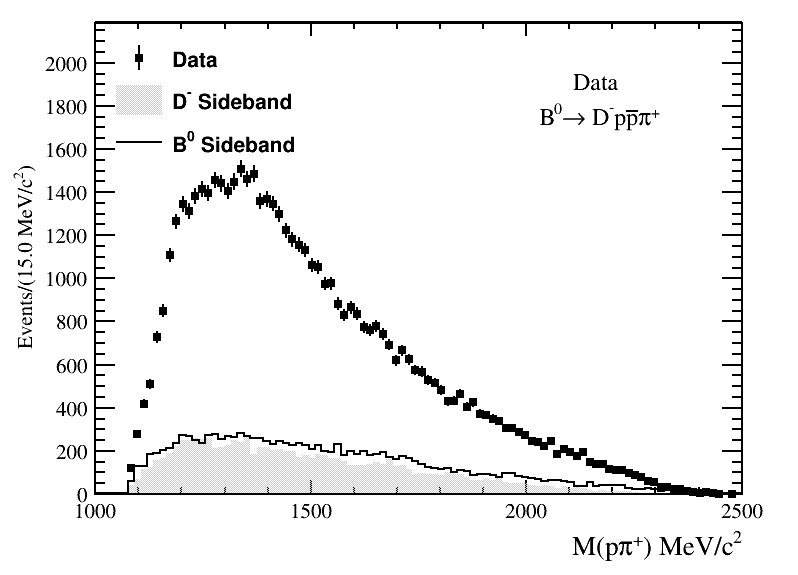 Data
D⁻ Sideband
B⁰ Sideband
Data
B⁰→ D⁻pp̅π⁺
Events/(15.0 MeV/c²)
2000
1800
1600
1400
1200
1000
800
600
400
200
0
1000 1500 2000 2500
M(pπ⁺) MeV/c²